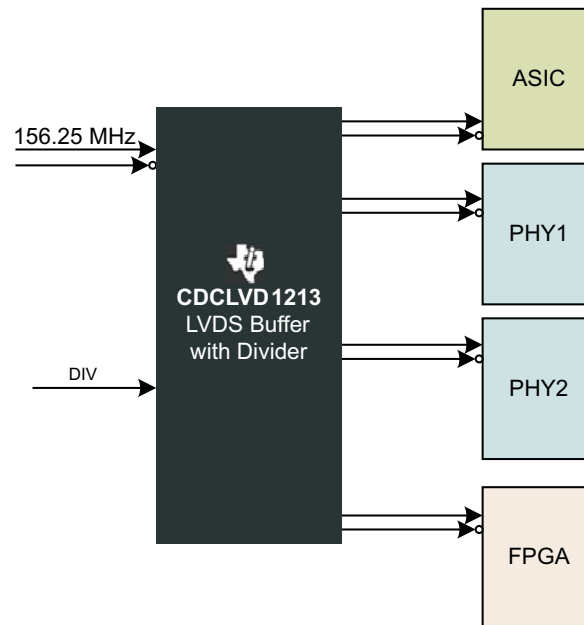 ASIC
156.25 MHz
PHY1
CDCLVD1213
LVDS Buffer
with Divider
DIV
PHY2
FPGA